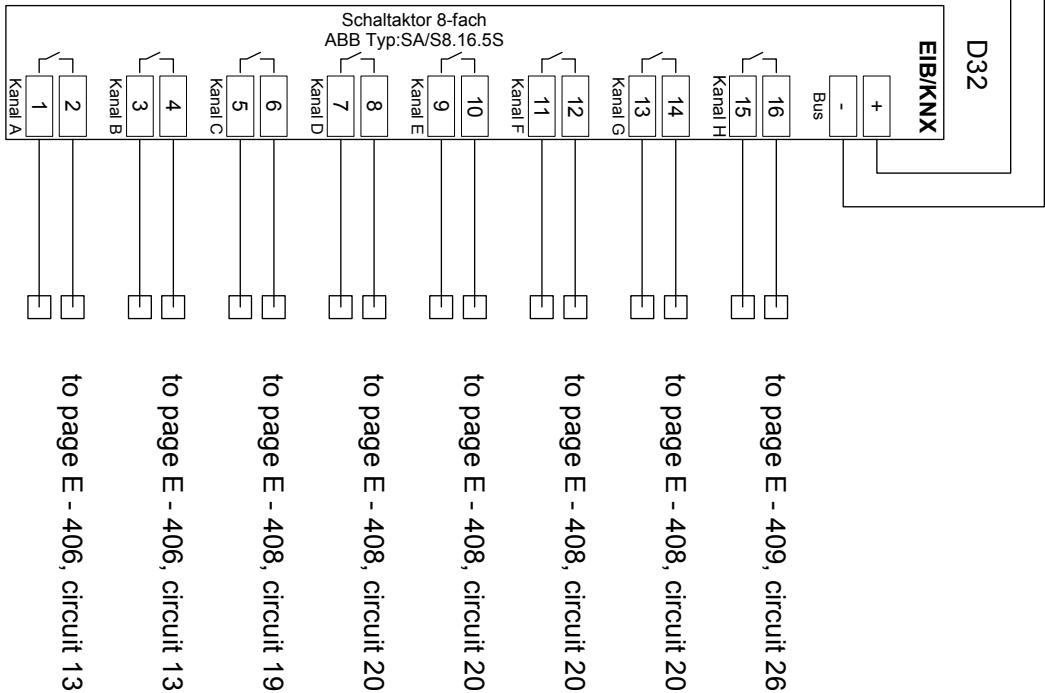 Schaltaktor 8-fach
ABB Typ:SA/S8.16.5S
D32
EIB/KNX
+
-
Bus
16
15
Kanal H
14
13
Kanal G
12
11
Kanal F
10
9
Kanal E
8
7
Kanal D
6
5
Kanal C
4
3
Kanal B
2
1
Kanal A
to page E - 409, circuit 26
to page E - 408, circuit 20
to page E - 408, circuit 20
to page E - 408, circuit 20
to page E - 408, circuit 20
to page E - 408, circuit 19
to page E - 406, circuit 13
to page E - 406, circuit 13